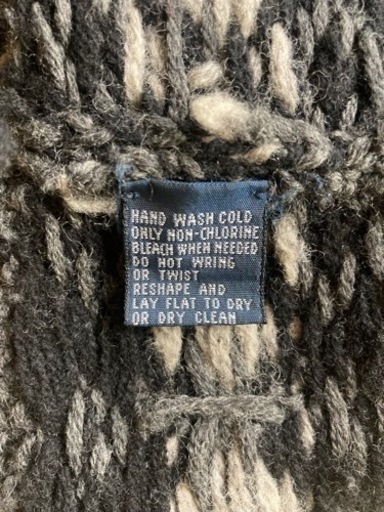 HAND WASH COLD
ONLY NON-CHLORINE
BLEACH WHEN NEEDED
DO NOT WRING
OR TWIST
RESHAPE AND
LAY FLAT TO DRY
OR DRY CLEAN